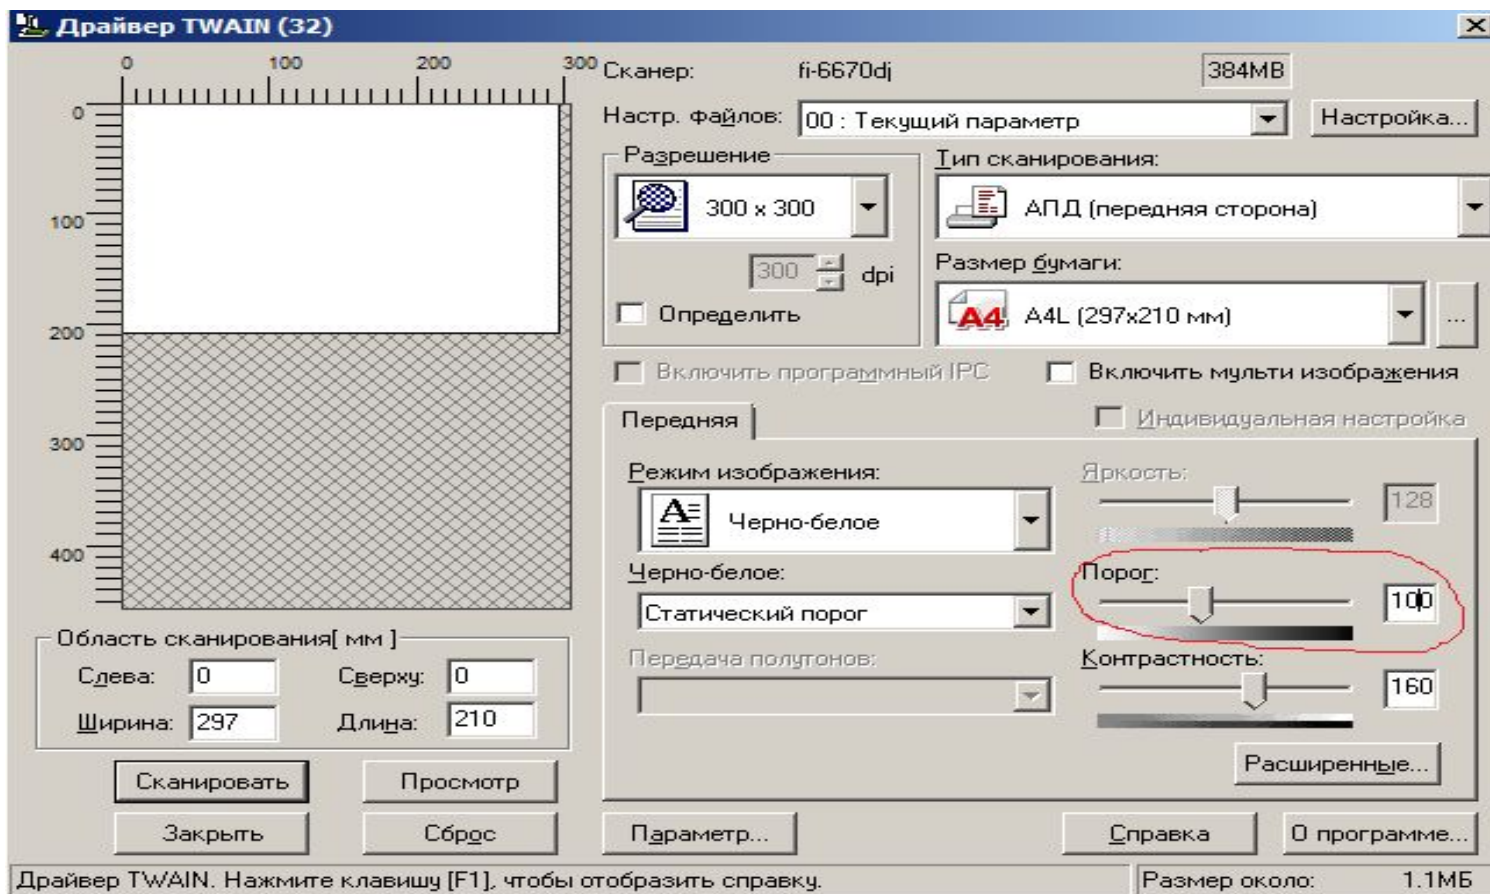 Драйвер TWAIN (32)
0 100 200 300
0
100
200
300
400
Сканер: fi-6670dj 384MB
Настр. файлов: 00 : Текущий параметр Настройка...
Разрешение
300 x 300
300 dpi
Определить
Тип сканирования:
АПД (передняя сторона)
Размер бумаги:
A4 A4L (297x210 мм) ...
Включить программный IPC Включить мульти изображения
Передняя Индивидуальная настройка
Режим изображения:
A Черно-белое
Черно-белое:
Статический порог
Передача полутонов:
Яркость:
128
Порог:
100
Контрастность:
160
Расширенные...
Область сканирования[ мм ]
Слева: 0 Сверху: 0
Ширина: 297 Длина: 210
Сканировать Просмотр
Закрыть Сброс Параметр... Справка О программе...
Драйвер TWAIN. Нажмите клавишу [F1], чтобы отобразить справку. Размер около: 1.1МБ